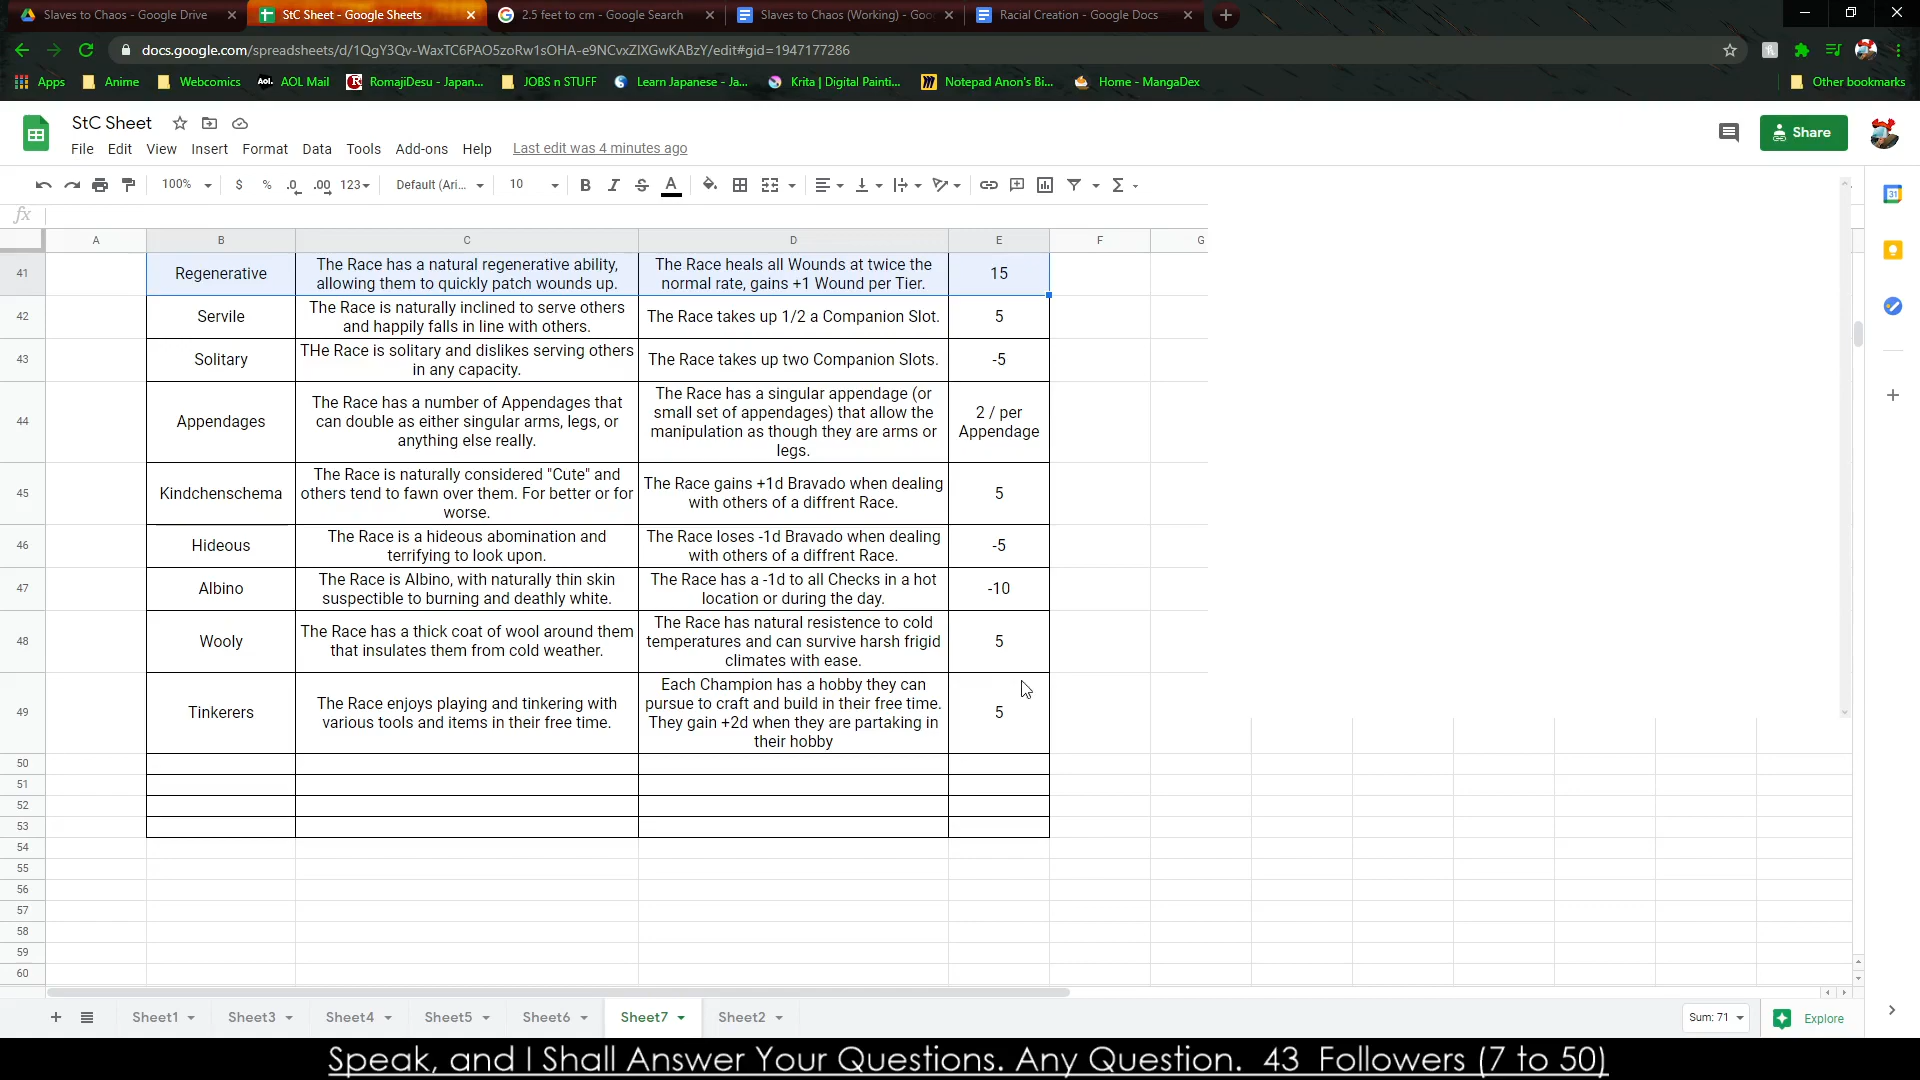 Slaves to Chaos - Google Drive
StC Sheet - Google Sheets
2.5 feet to cm - Google Search
Slaves to Chaos (Working) - Goo
Racial Creation - Google Docs
docs.google.com/spreadsheets/d/1QgY3Qv-WaxTC6PAO5zoRw1sOHA-e9NCvxZIXGwKABzY/edit#gid=1947177286
Apps
Anime
Webcomics
Aol.
AOL Mail
RomajiDesu - Japan...
JOBS n STUFF
Learn Japanese - Ja...
Krita | Digital Painti...
Notepad Anon's Bi...
Home - MangaDex
Other bookmarks
StC Sheet
Share
File Edit View Insert Format Data Tools Add-ons Help Last edit was 4 minutes ago
100% $ % .0 .00 123 Default (Ari... 10 B I S A Σ
31
fx
A B C D E F G
41 Regenerative The Race has a natural regenerative ability, allowing them to quickly patch wounds up. The Race heals all Wounds at twice the normal rate, gains +1 Wound per Tier. 15
42 Servile The Race is naturally inclined to serve others and happily falls in line with others. The Race takes up 1/2 a Companion Slot. 5
43 Solitary THe Race is solitary and dislikes serving others in any capacity. The Race takes up two Companion Slots. -5
44 Appendages The Race has a number of Appendages that can double as either singular arms, legs, or anything else really. The Race has a singular appendage (or small set of appendages) that allow the manipulation as though they are arms or legs. 2 / per Appendage
45 Kindchenschema The Race is naturally considered "Cute" and others tend to fawn over them. For better or for worse. The Race gains +1d Bravado when dealing with others of a diffrent Race. 5
46 Hideous The Race is a hideous abomination and terrifying to look upon. The Race loses -1d Bravado when dealing with others of a diffrent Race. -5
47 Albino The Race is Albino, with naturally thin skin suspectible to burning and deathly white. The Race has a -1d to all Checks in a hot location or during the day. -10
48 Wooly The Race has a thick coat of wool around them that insulates them from cold weather. The Race has natural resistence to cold temperatures and can survive harsh frigid climates with ease. 5
49 Tinkerers The Race enjoys playing and tinkering with various tools and items in their free time. Each Champion has a hobby they can pursue to craft and build in their free time. They gain +2d when they are partaking in their hobby 5
50
51
52
53
54
55
56
57
58
59
60
Sheet1 Sheet3 Sheet4 Sheet5 Sheet6 Sheet7 Sheet2 Sum: 71 Explore
Speak, and I Shall Answer Your Questions. Any Question. 43 Followers (7 to 50)